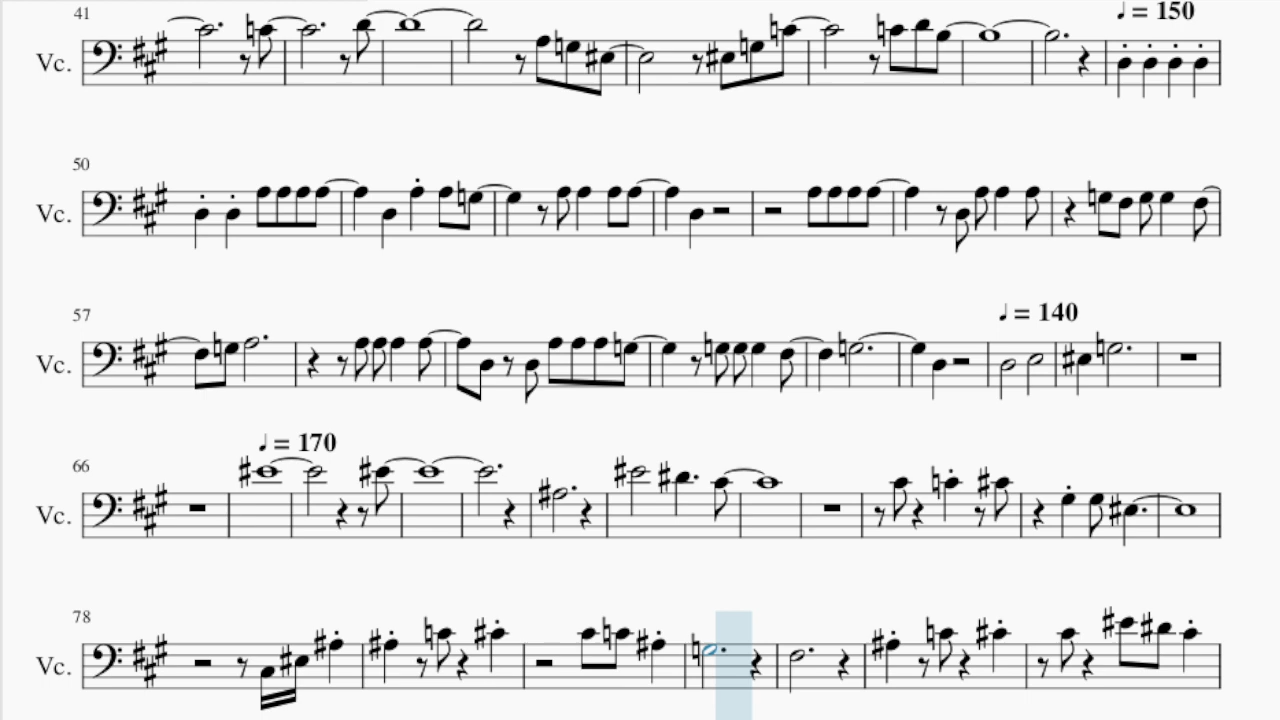 41
♩ = 150
Vc.
50
Vc.
57
♩ = 140
Vc.
66
♩ = 170
Vc.
78
Vc.